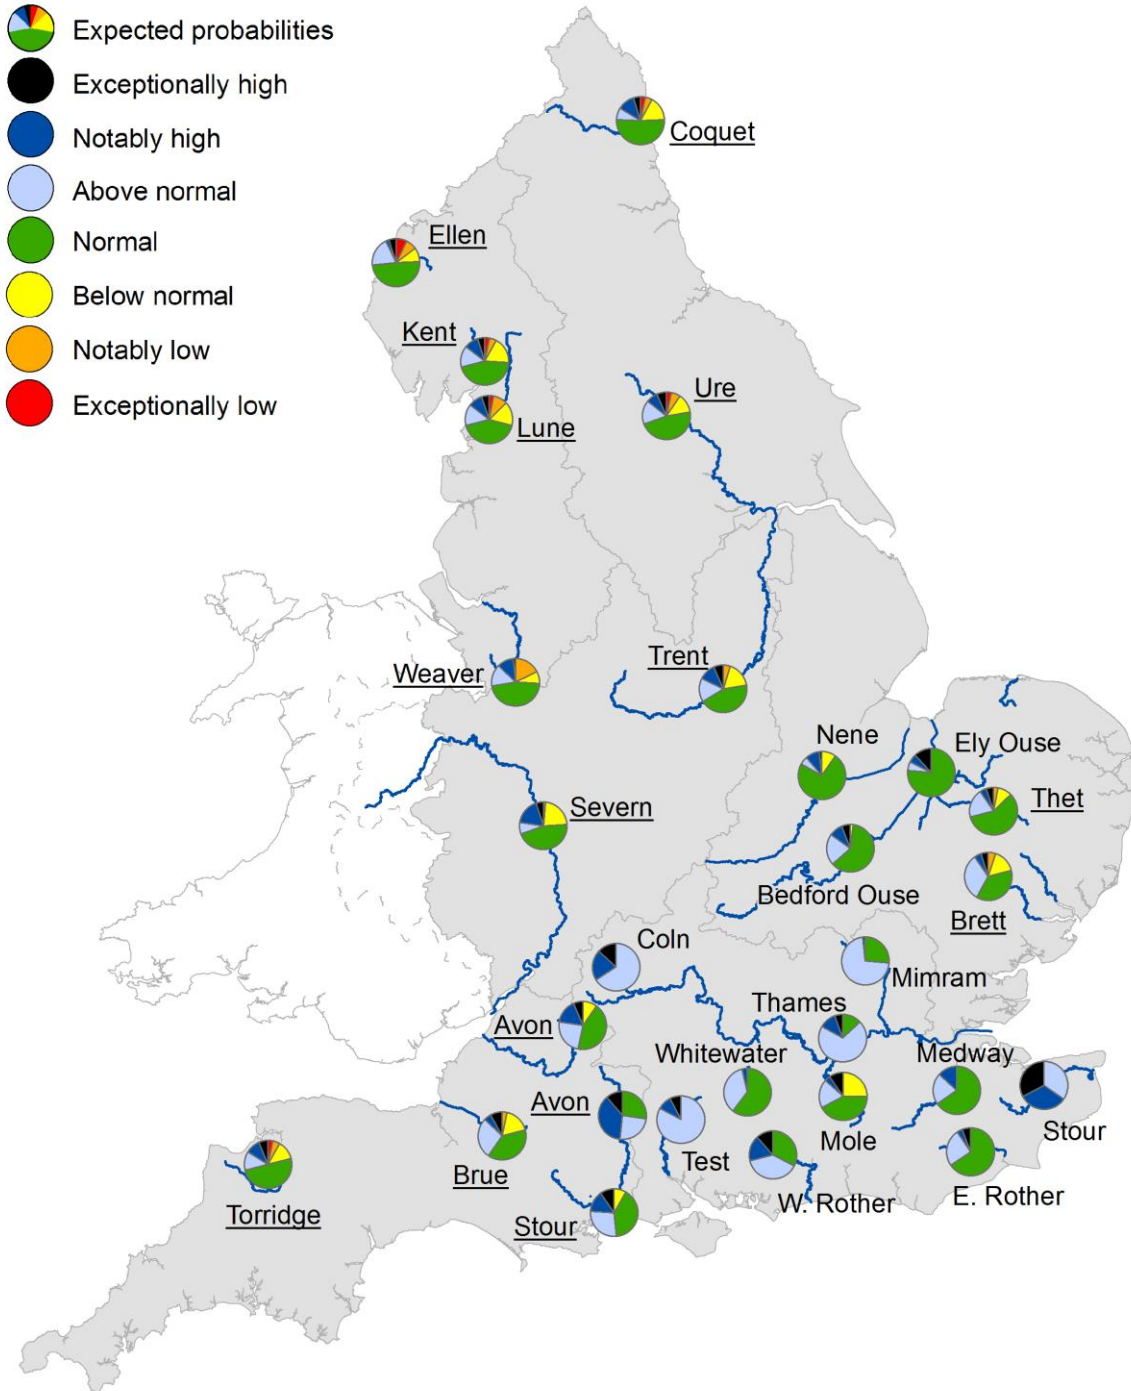 Expected probabilities
Exceptionally high
Notably high
Above normal
Normal
Below normal
Notably low
Exceptionally low
Coquet
Ellen
Kent
Ure
Lune
Weaver
Trent
Nene
Ely Ouse
Thet
Severn
Bedford Ouse
Brett
Coln
Mimram
Thames
Avon
Whitewater
Medway
Avon
Stour
Mole
Test
Brue
W. Rother
E. Rother
Torridge
Stour